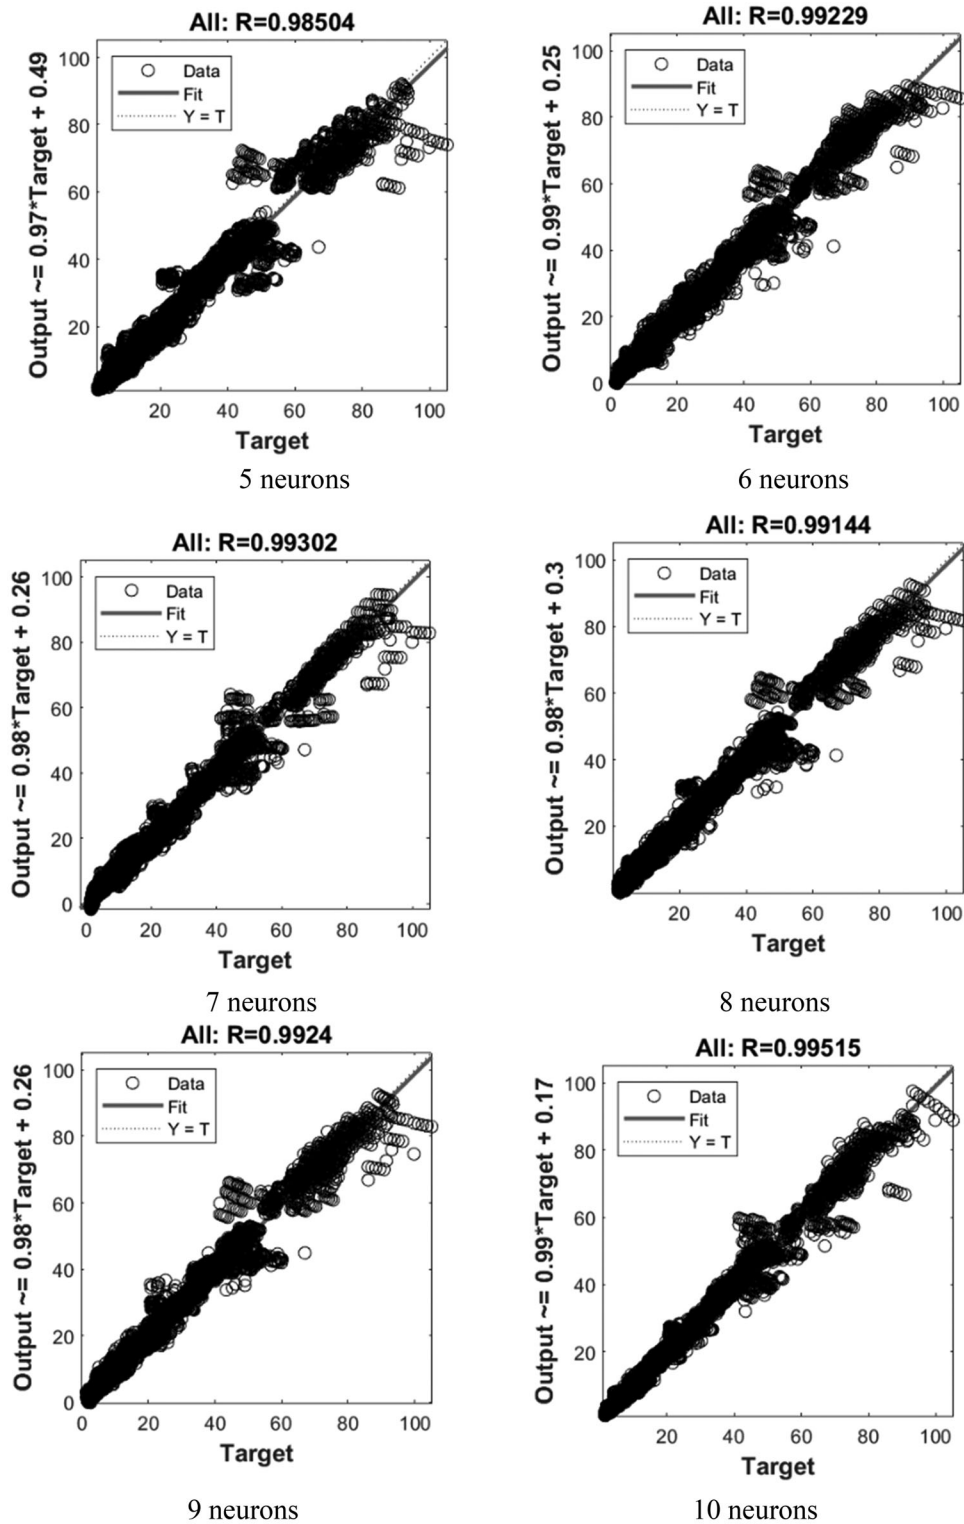 All: R=0.98504
Output ~= 0.97*Target + 0.49
Data
Fit
Y = T
100
80
60
40
20
20 40 60 80 100
Target
5 neurons
All: R=0.99229
Output ~= 0.99*Target + 0.25
Data
Fit
Y = T
100
80
60
40
20
0
0 20 40 60 80 100
Target
6 neurons
All: R=0.99302
Output ~= 0.98*Target + 0.26
Data
Fit
Y = T
100
80
60
40
20
0
0 20 40 60 80 100
Target
7 neurons
All: R=0.99144
Output ~= 0.98*Target + 0.3
Data
Fit
Y = T
100
80
60
40
20
20 40 60 80 100
Target
8 neurons
All: R=0.9924
Output ~= 0.98*Target + 0.26
Data
Fit
Y = T
100
80
60
40
20
0
0 20 40 60 80 100
Target
9 neurons
All: R=0.99515
Output ~= 0.99*Target + 0.17
Data
Fit
Y = T
100
80
60
40
20
20 40 60 80 100
Target
10 neurons